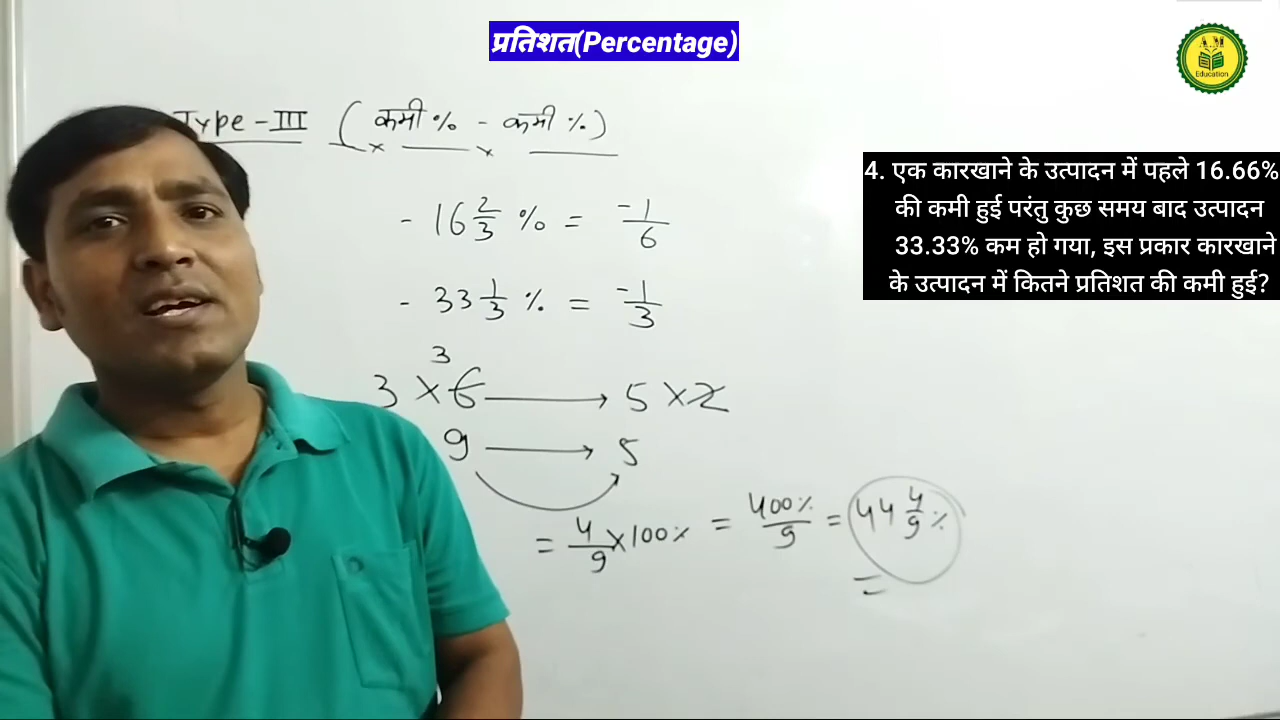 प्रतिशत(Percentage)
Education
Type-III (कमी % - कमी %)
4. एक कारखाने के उत्पादन में पहले 16.66%
की कमी हुई परंतु कुछ समय बाद उत्पादन
33.33% कम हो गया, इस प्रकार कारखाने
के उत्पादन में कितने प्रतिशत की कमी हुई?
- 16 2/3 % = -1/6
- 33 1/3 % = -1/3
3
3 × 6 → 5 × 2
9 → 5
= 4/9 × 100% = 400%/9 = 44 4/9 %
=